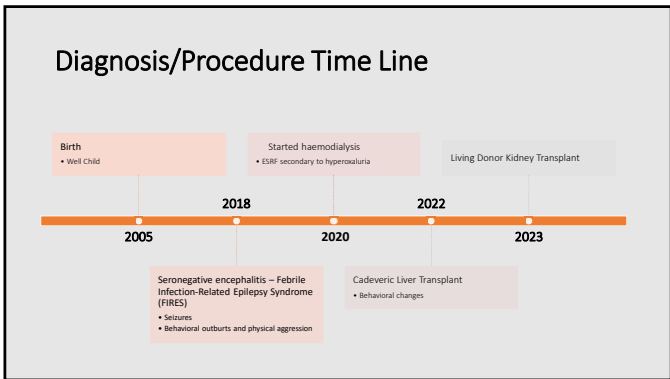 Diagnosis/Procedure Time Line
Birth
• Well Child
Started haemodialysis
• ESRF secondary to hyperoxaluria
Living Donor Kidney Transplant
2018
2022
2005
2020
2023
Seronegative encephalitis – Febrile
Infection-Related Epilepsy Syndrome
(FIRES)
• Seizures
• Behavioral outburts and physical aggression
Cadeveric Liver Transplant
• Behavioral changes